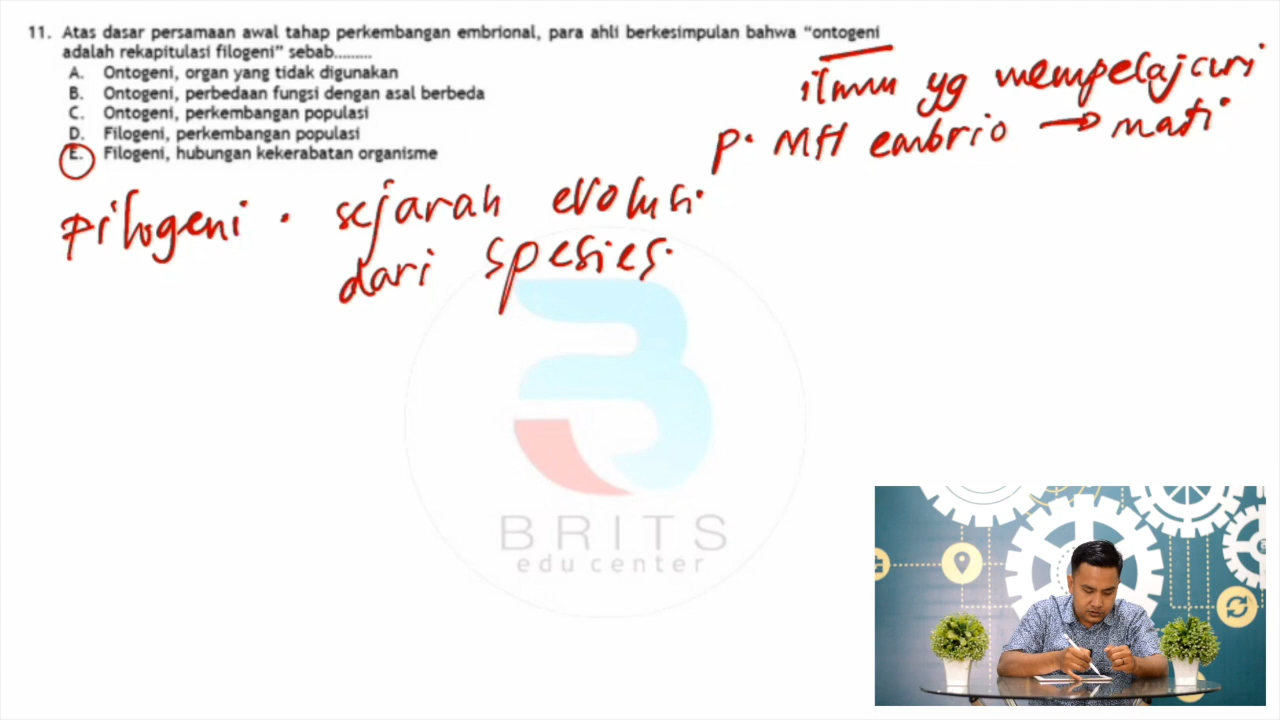 11. Atas dasar persamaan awal tahap perkembangan embrional, para ahli berkesimpulan bahwa “ontogeni
adalah rekapitulasi filogeni” sebab.........
A. Ontogeni, organ yang tidak digunakan
B. Ontogeni, perbedaan fungsi dengan asal berbeda
C. Ontogeni, perkembangan populasi
D. Filogeni, perkembangan populasi
E. Filogeni, hubungan kekerabatan organisme
ilmu yg mempelajari
p. MH embrio → mati
Filogeni . sejarah evolusi
dari spesies
BRITS
edu center